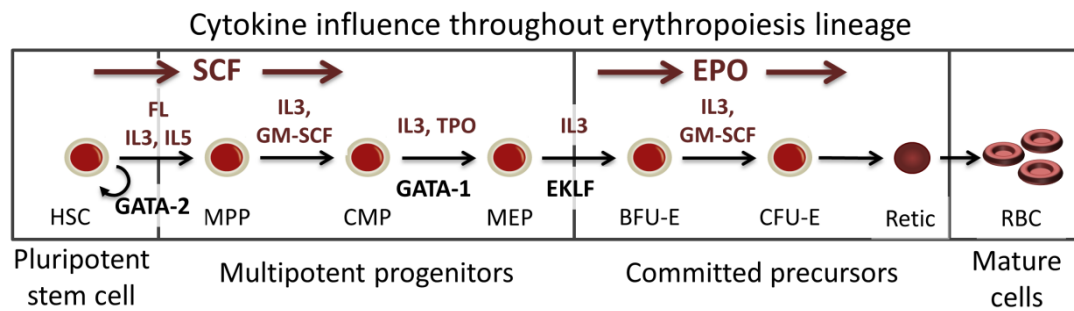 Cytokine influence throughout erythropoiesis lineage
SCF
EPO
FL
IL3, IL5
IL3,
GM-SCF
IL3, TPO
IL3
IL3,
GM-SCF
GATA-2
GATA-1
EKLF
HSC
MPP
CMP
MEP
BFU-E
CFU-E
Retic
RBC
Pluripotent
stem cell
Multipotent progenitors
Committed precursors
Mature
cells